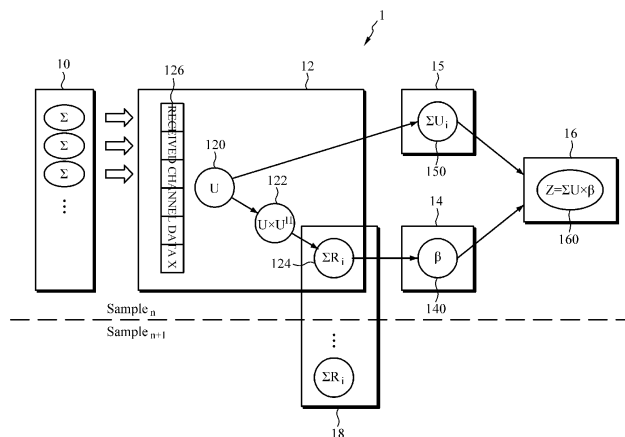 1
10
12
15
126
Σ
Σ
Σ
RECEIVED CHANNEL DATA X
120
U
122
U×Uᴴ
124
ΣRᵢ
ΣUᵢ
150
14
β
140
16
Z=ΣU×β
160
Sampleₙ
Sampleₙ₊₁
ΣRᵢ
18